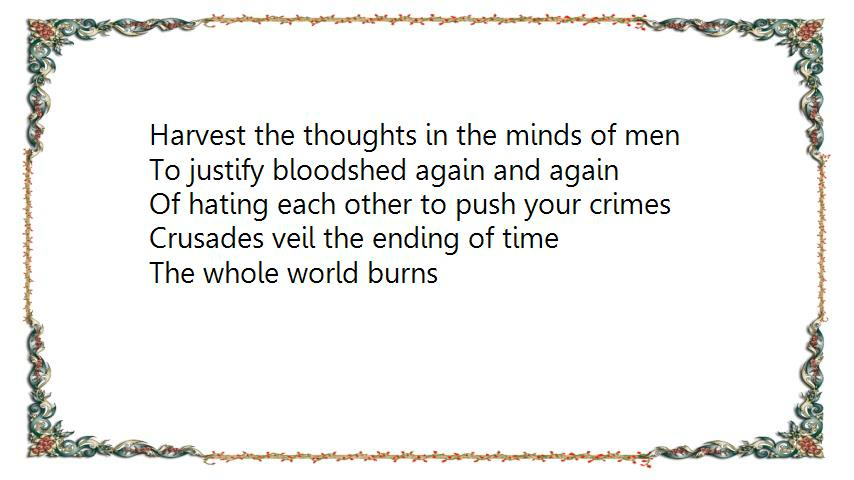 Harvest the thoughts in the minds of men
To justify bloodshed again and again
Of hating each other to push your crimes
Crusades veil the ending of time
The whole world burns